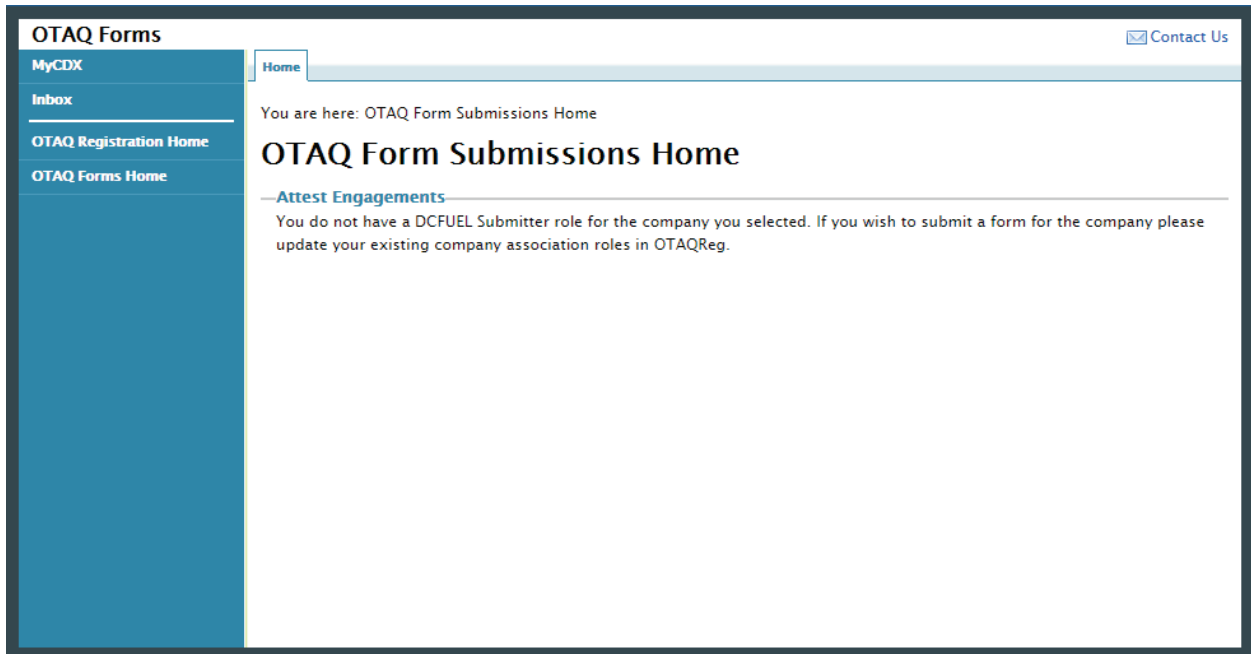 OTAQ Forms
Contact Us
MyCDX
Home
Inbox
You are here: OTAQ Form Submissions Home
OTAQ Registration Home
OTAQ Form Submissions Home
OTAQ Forms Home
Attest Engagements
You do not have a DCFUEL Submitter role for the company you selected. If you wish to submit a form for the company please
update your existing company association roles in OTAQReg.